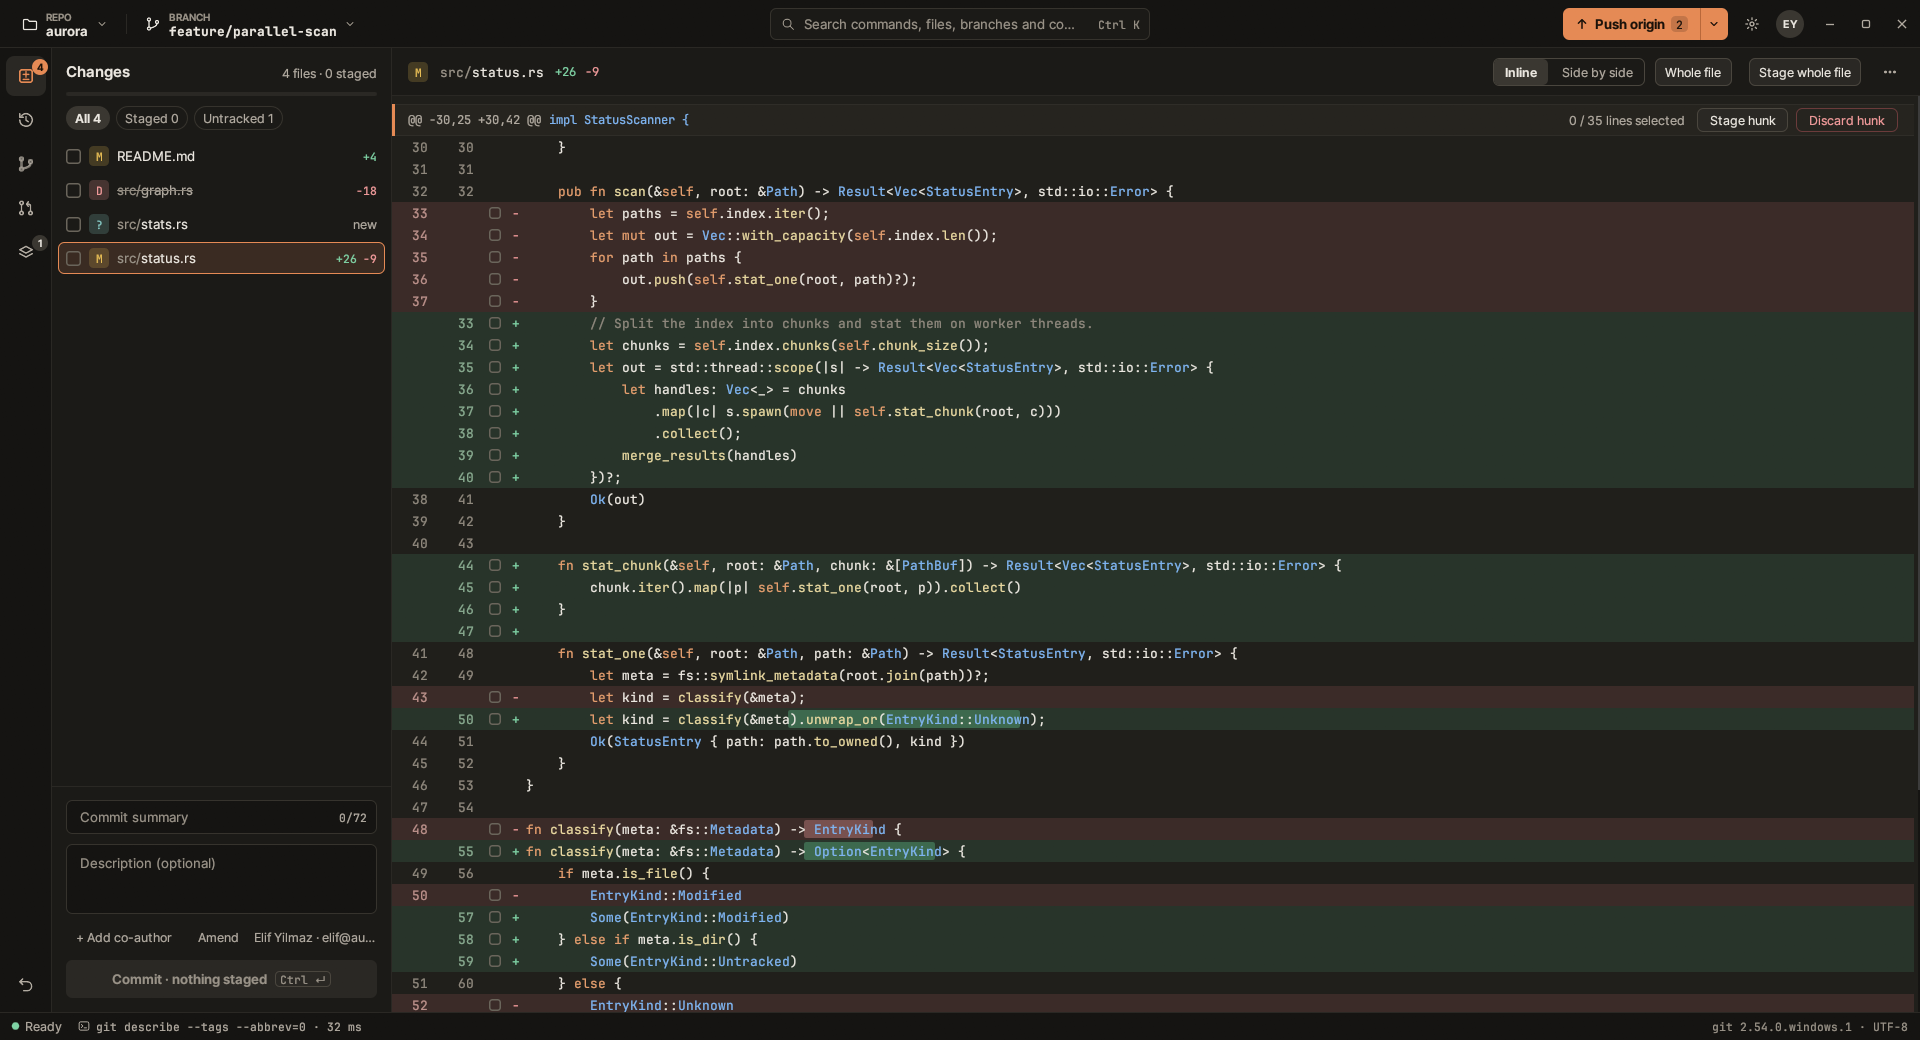 REPO
aurora
BRANCH
feature/parallel-scan
Search commands, files, branches and co... Ctrl K
Push origin 2
EY
4
1
Changes
4 files · 0 staged
All 4 Staged 0 Untracked 1
M README.md +4
D src/graph.rs -18
? src/stats.rs new
M src/status.rs +26 -9
Commit summary 0/72
Description (optional)
+ Add co-author Amend Elif Yilmaz · elif@au...
Commit · nothing staged Ctrl ↵
M src/status.rs +26 -9
Inline Side by side Whole file Stage whole file ···
@@ -30,25 +30,42 @@ impl StatusScanner {
0 / 35 lines selected Stage hunk Discard hunk
30 30 }
31 31
32 32 pub fn scan(&self, root: &Path) -> Result<Vec<StatusEntry>, std::io::Error> {
33 - let paths = self.index.iter();
34 - let mut out = Vec::with_capacity(self.index.len());
35 - for path in paths {
36 - out.push(self.stat_one(root, path)?);
37 - }
33 + // Split the index into chunks and stat them on worker threads.
34 + let chunks = self.index.chunks(self.chunk_size());
35 + let out = std::thread::scope(|s| -> Result<Vec<StatusEntry>, std::io::Error> {
36 + let handles: Vec<_> = chunks
37 + .map(|c| s.spawn(move || self.stat_chunk(root, c)))
38 + .collect();
39 + merge_results(handles)
40 + })?;
38 41 Ok(out)
39 42 }
40 43
44 + fn stat_chunk(&self, root: &Path, chunk: &[PathBuf]) -> Result<Vec<StatusEntry>, std::io::Error> {
45 + chunk.iter().map(|p| self.stat_one(root, p)).collect()
46 + }
47 +
41 48 fn stat_one(&self, root: &Path, path: &Path) -> Result<StatusEntry, std::io::Error> {
42 49 let meta = fs::symlink_metadata(root.join(path))?;
43 - let kind = classify(&meta);
50 + let kind = classify(&meta).unwrap_or(EntryKind::Unknown);
44 51 Ok(StatusEntry { path: path.to_owned(), kind })
45 52 }
46 53 }
47 54
48 - fn classify(meta: &fs::Metadata) -> EntryKind {
55 + fn classify(meta: &fs::Metadata) -> Option<EntryKind> {
49 56 if meta.is_file() {
50 - EntryKind::Modified
57 + Some(EntryKind::Modified)
58 + } else if meta.is_dir() {
59 + Some(EntryKind::Untracked)
51 60 } else {
52 - EntryKind::Unknown
Ready git describe --tags --abbrev=0 · 32 ms
git 2.54.0.windows.1 · UTF-8